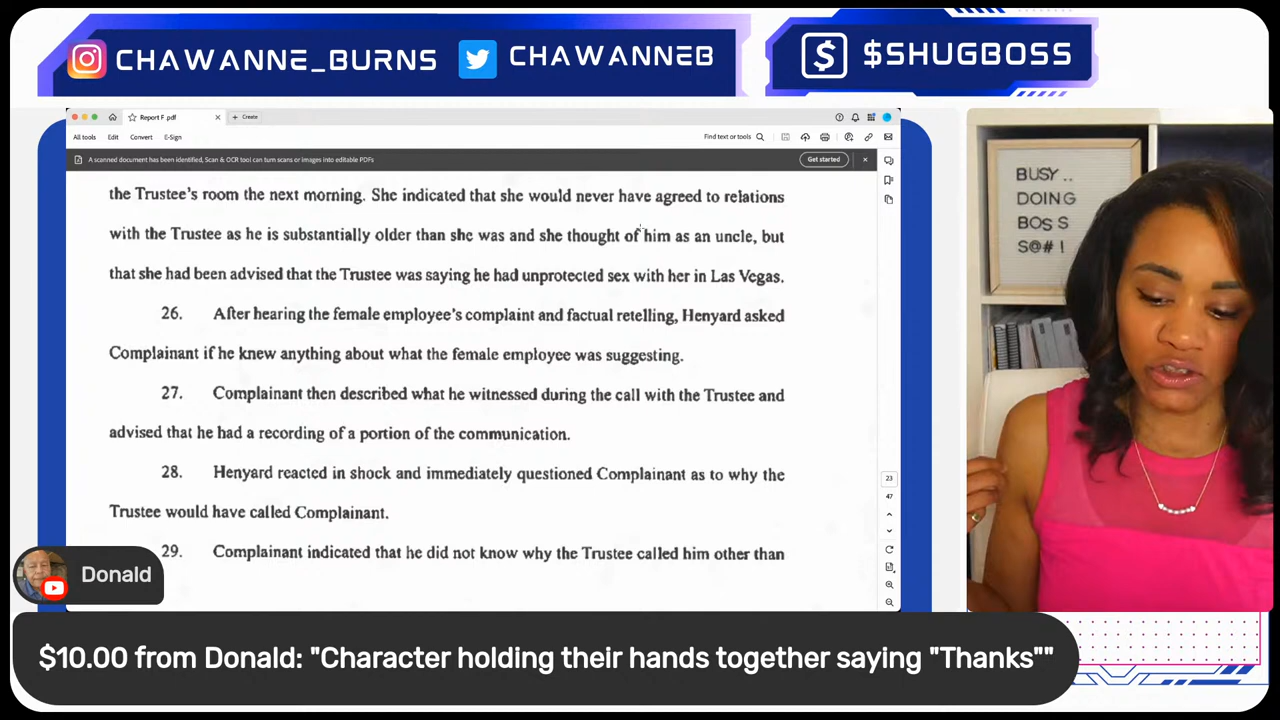 CHAWANNE_BURNS
CHAWANNEB
$SHUGBOSS
Report F.pdf
Create
All tools
Edit
Convert
E-Sign
Find text or tools
A scanned document has been identified, Scan & OCR tool can turn scans or images into editable PDFs
Get started
the Trustee's room the next morning. She indicated that she would never have agreed to relations
with the Trustee as he is substantially older than she was and she thought of him as an uncle, but
that she had been advised that the Trustee was saying he had unprotected sex with her in Las Vegas.
26. After hearing the female employee's complaint and factual retelling, Henyard asked
Complainant if he knew anything about what the female employee was suggesting.
27. Complainant then described what he witnessed during the call with the Trustee and
advised that he had a recording of a portion of the communication.
28. Henyard reacted in shock and immediately questioned Complainant as to why the
Trustee would have called Complainant.
29. Complainant indicated that he did not know why the Trustee called him other than
23
47
BUSY ..
DOING
BOSS
S@#!
Donald
$10.00 from Donald: "Character holding their hands together saying "Thanks""